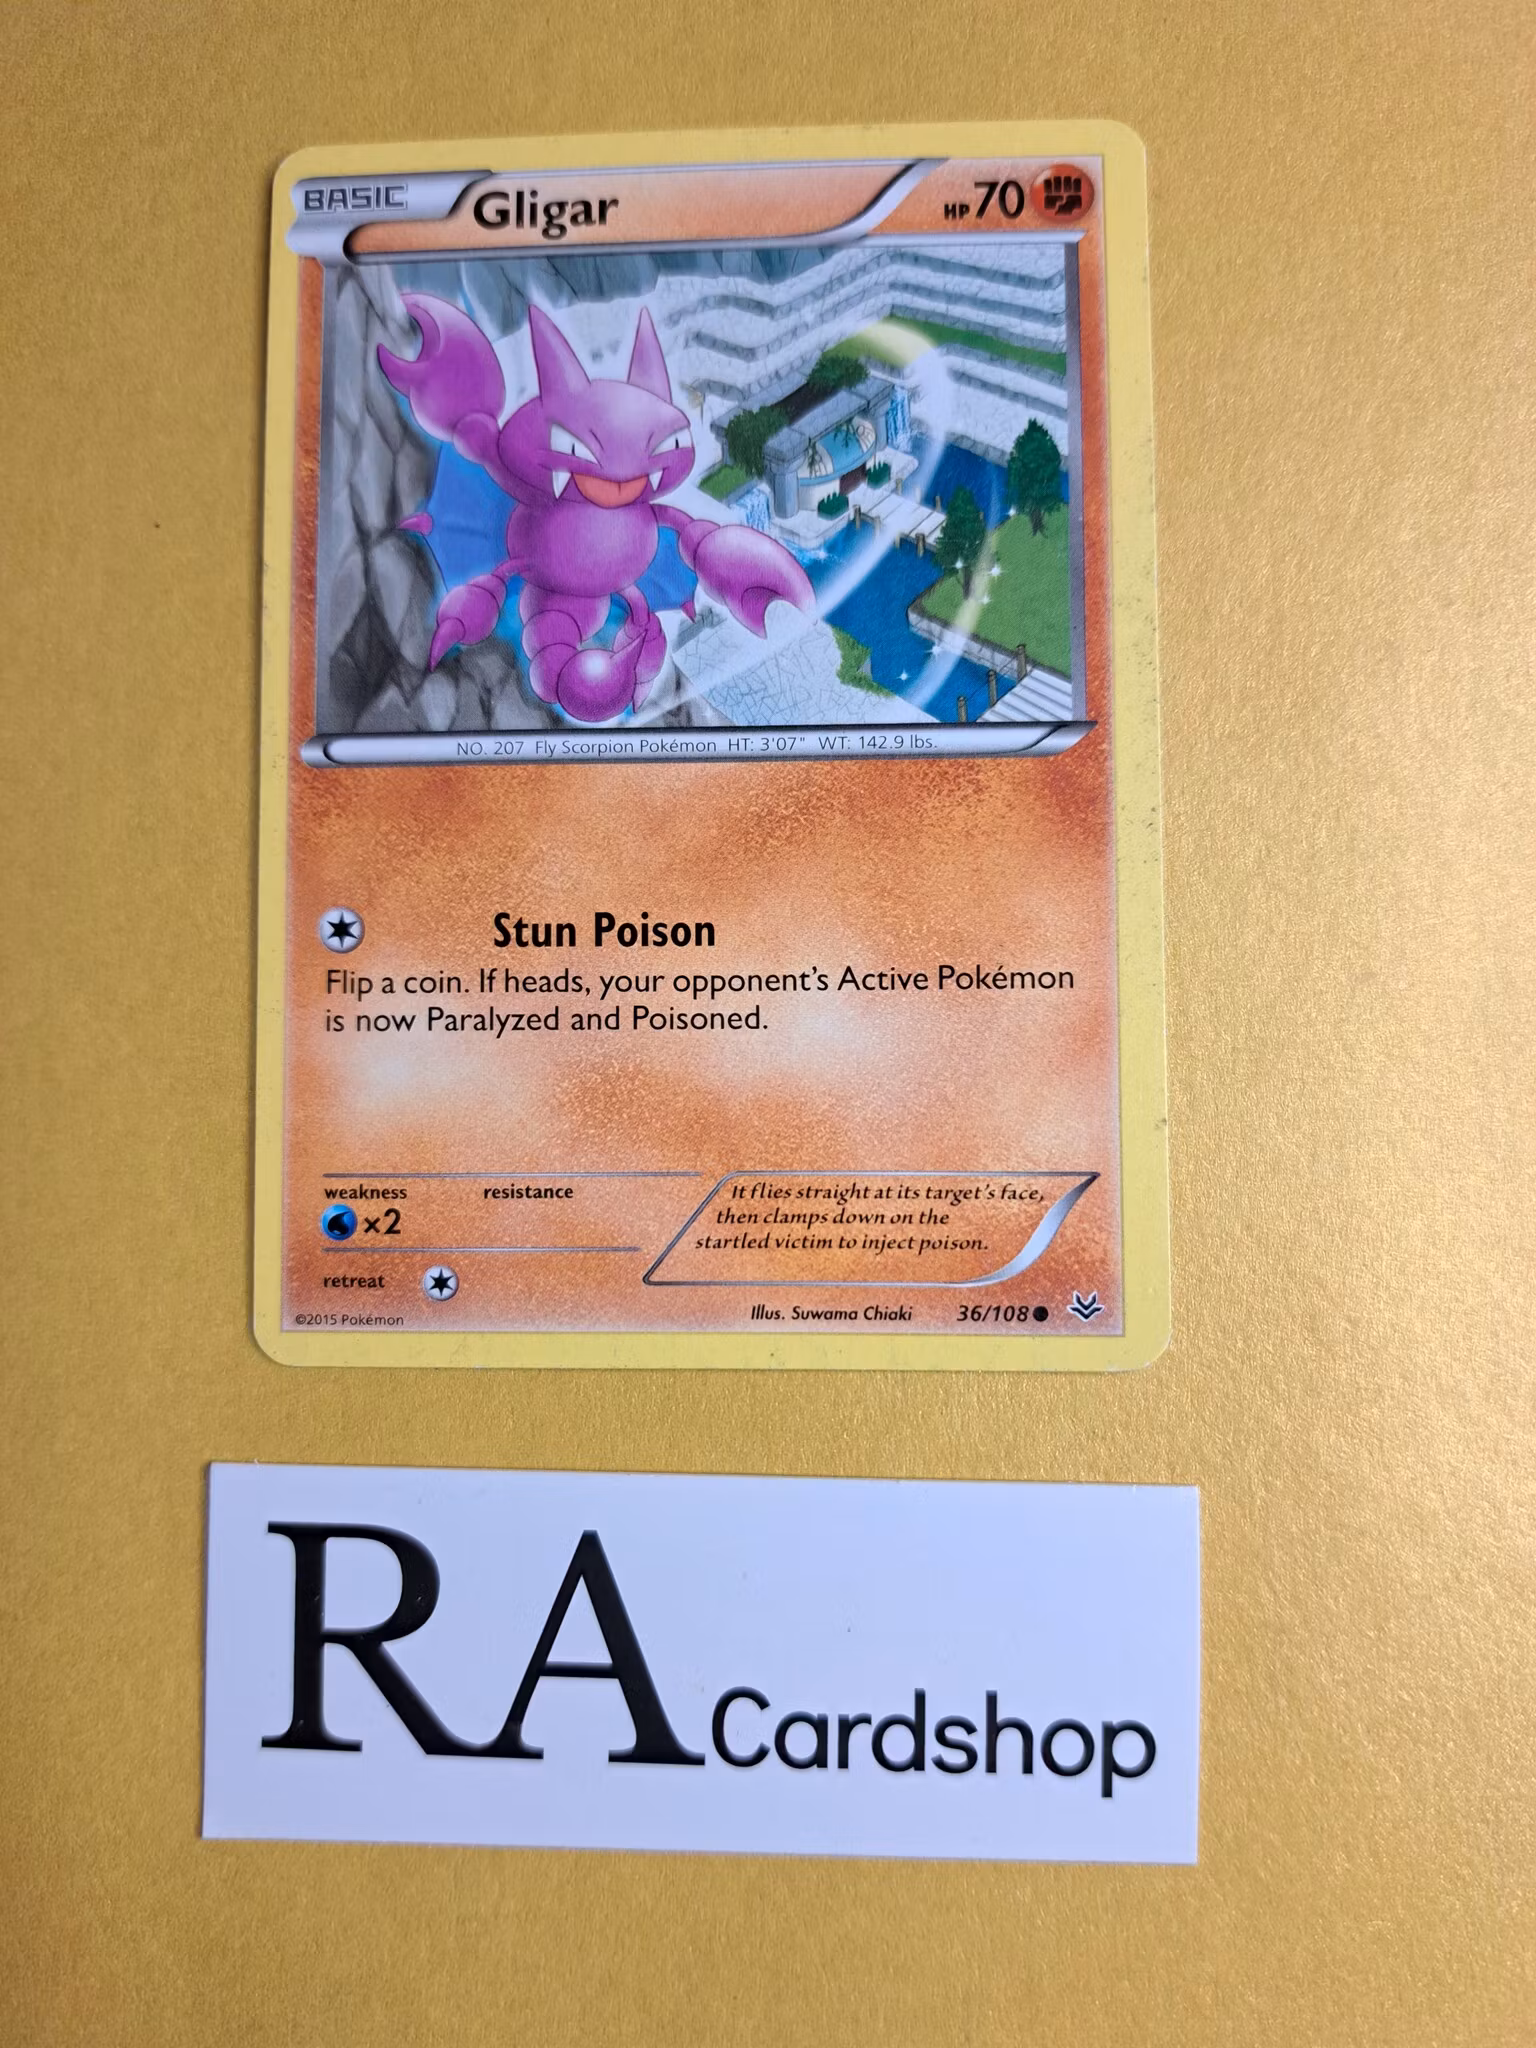 BASIC Gligar HP70
NO. 207 Fly Scorpion Pokémon HT: 3'07" WT: 142.9 lbs.
Stun Poison
Flip a coin. If heads, your opponent's Active Pokémon
is now Paralyzed and Poisoned.
weakness resistance
×2
retreat
It flies straight at its target's face,
then clamps down on the
startled victim to inject poison.
©2015 Pokémon
Illus. Suwama Chiaki 36/108
RA Cardshop